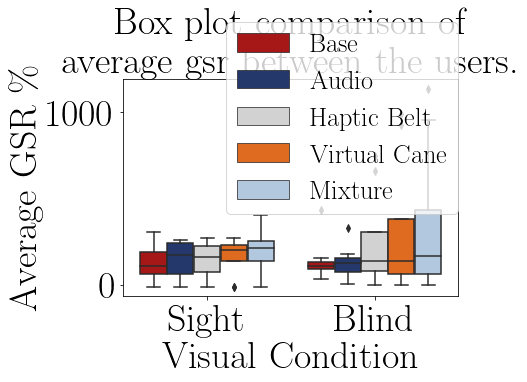 Box plot comparison of
average gsr between the users.
Base
Audio
Haptic Belt
Virtual Cane
Mixture
Average GSR %
1000
0
Sight
Blind
Visual Condition